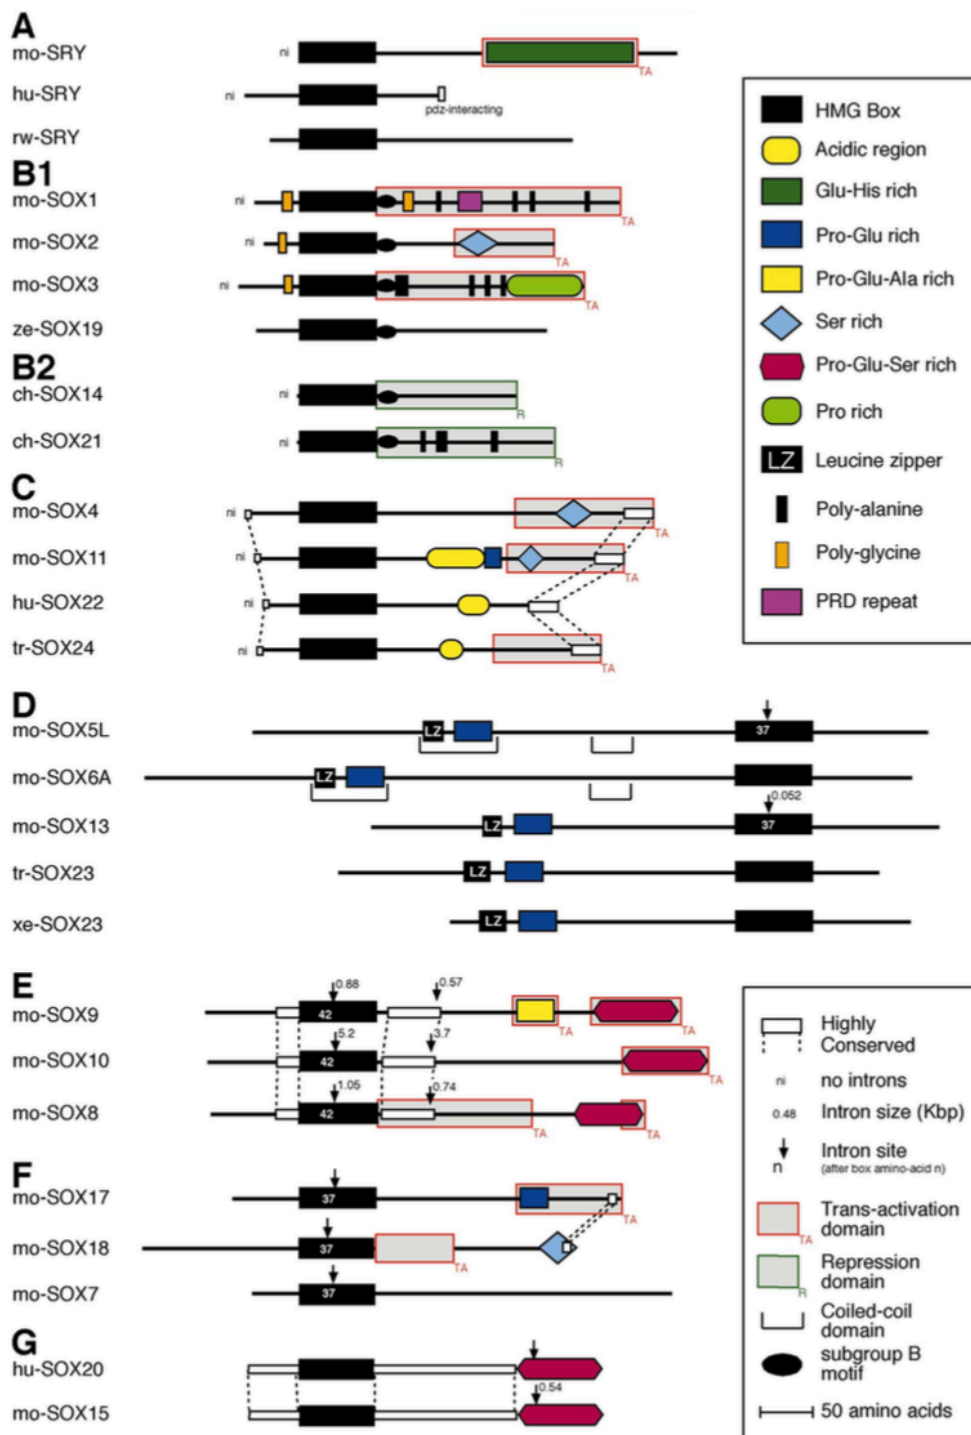 A
mo-SRY ni TA
hu-SRY ni pdz-interacting
rw-SRY
B1
mo-SOX1 ni TA
mo-SOX2 ni TA
mo-SOX3 ni TA
ze-SOX19
B2
ch-SOX14 ni R
ch-SOX21 ni R
C
mo-SOX4 ni TA
mo-SOX11 ni TA
hu-SOX22 ni
tr-SOX24 ni TA
HMG Box
Acidic region
Glu-His rich
Pro-Glu rich
Pro-Glu-Ala rich
Ser rich
Pro-Glu-Ser rich
Pro rich
LZ Leucine zipper
Poly-alanine
Poly-glycine
PRD repeat
D
mo-SOX5L LZ 37
mo-SOX6A LZ
0.052
mo-SOX13 LZ 37
tr-SOX23 LZ
xe-SOX23 LZ
E
0.88 0.57
mo-SOX9 42 TA TA
5.2 3.7
mo-SOX10 42 TA
1.05 0.74
mo-SOX8 42 TA TA
F
mo-SOX17 37 TA
mo-SOX18 37 TA
mo-SOX7 37
G
hu-SOX20
0.54
mo-SOX15
Highly
Conserved
ni no introns
0.48 Intron size (Kbp)
n Intron site
(after box amino-acid n)
Trans-activation
domain
TA
Repression
domain
R
Coiled-coil
domain
subgroup B
motif
50 amino acids